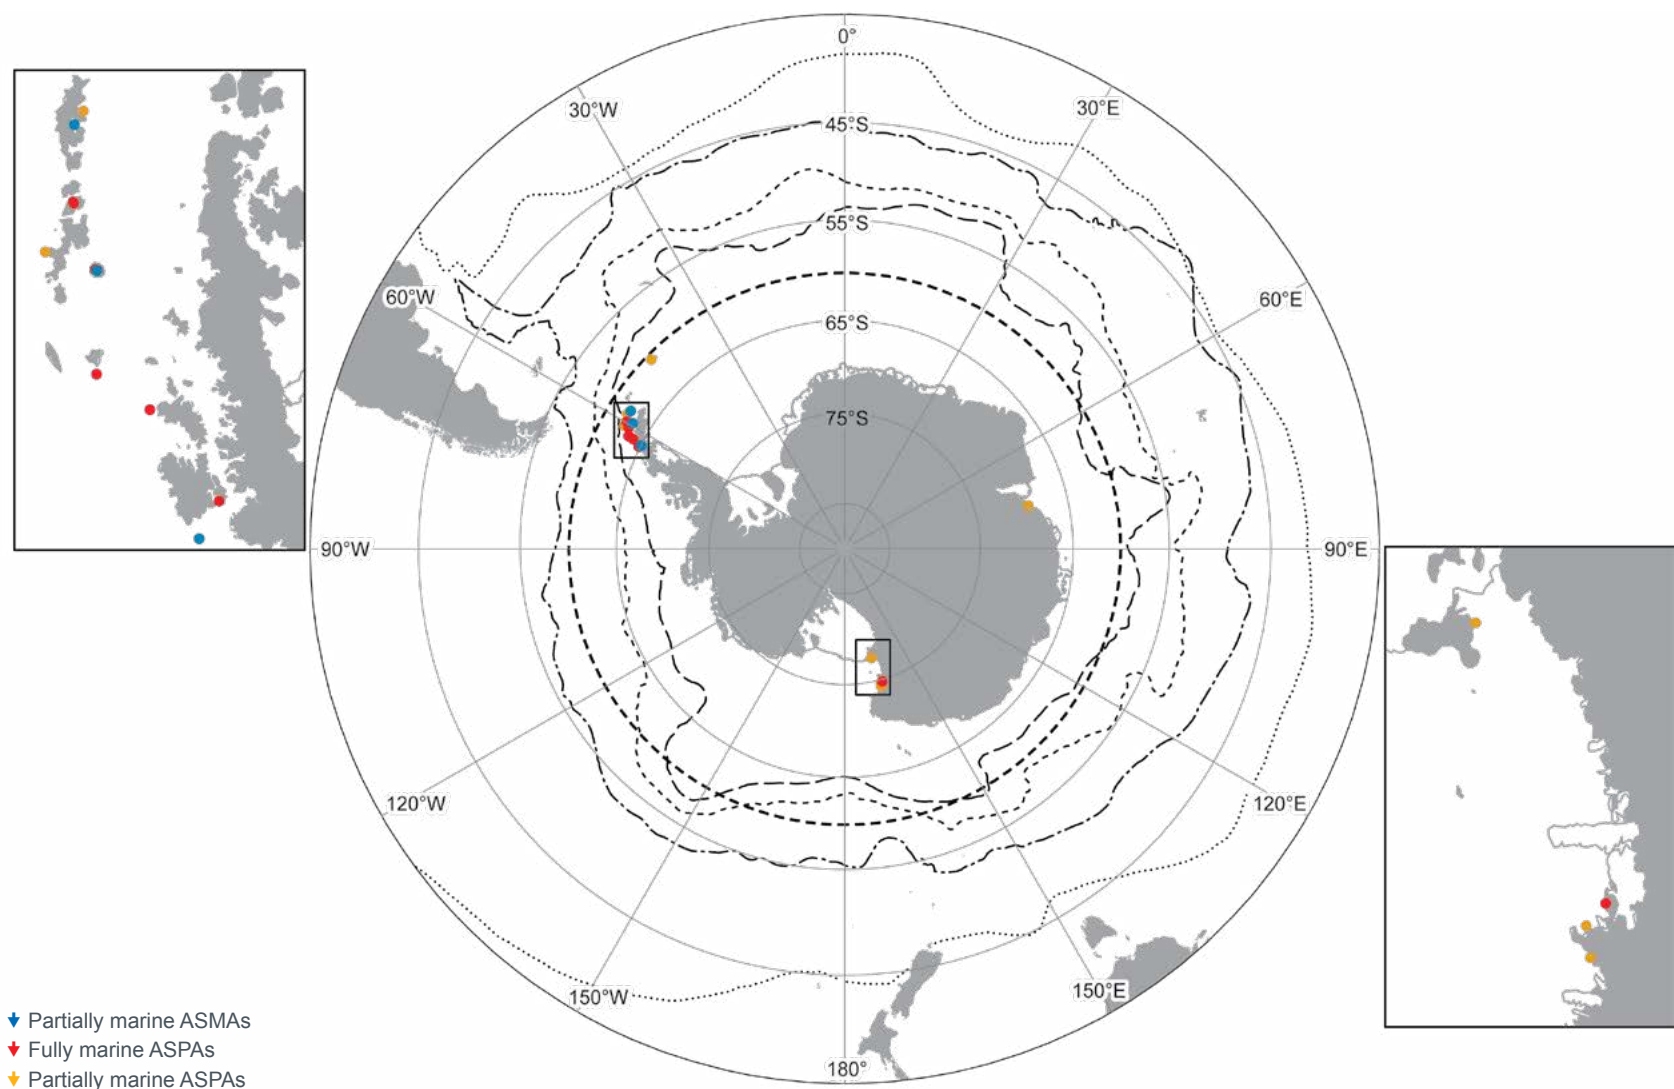 0°
30°W
30°E
45°S
55°S
60°W
60°E
65°S
75°S
90°W
90°E
120°W
120°E
150°W
150°E
180°
Partially marine ASMAs
Fully marine ASPAs
Partially marine ASPAs